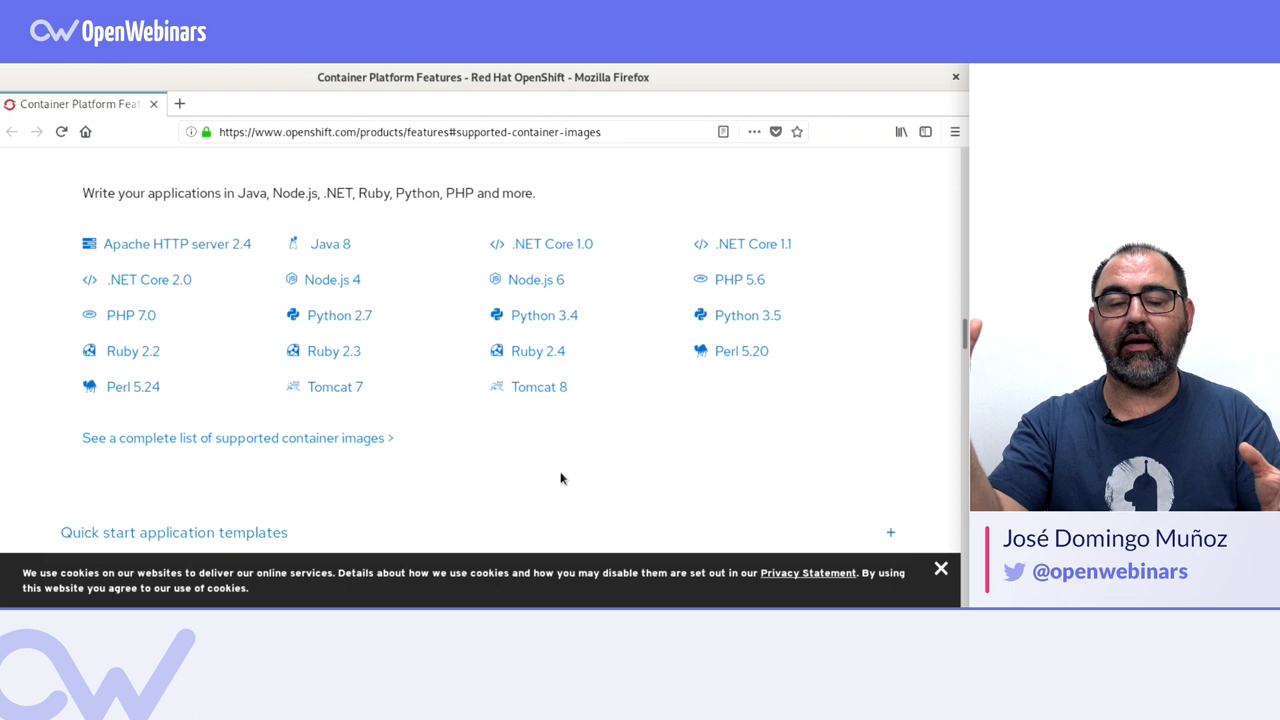 OpenWebinars
Container Platform Features - Red Hat OpenShift - Mozilla Firefox
Container Platform Feat
https://www.openshift.com/products/features#supported-container-images
Write your applications in Java, Node.js, .NET, Ruby, Python, PHP and more.
Apache HTTP server 2.4 Java 8 .NET Core 1.0 .NET Core 1.1
.NET Core 2.0 Node.js 4 Node.js 6 PHP 5.6
PHP 7.0 Python 2.7 Python 3.4 Python 3.5
Ruby 2.2 Ruby 2.3 Ruby 2.4 Perl 5.20
Perl 5.24 Tomcat 7 Tomcat 8
See a complete list of supported container images >
Quick start application templates +
We use cookies on our websites to deliver our online services. Details about how we use cookies and how you may disable them are set out in our Privacy Statement. By using
this website you agree to our use of cookies.
José Domingo Muñoz
@openwebinars